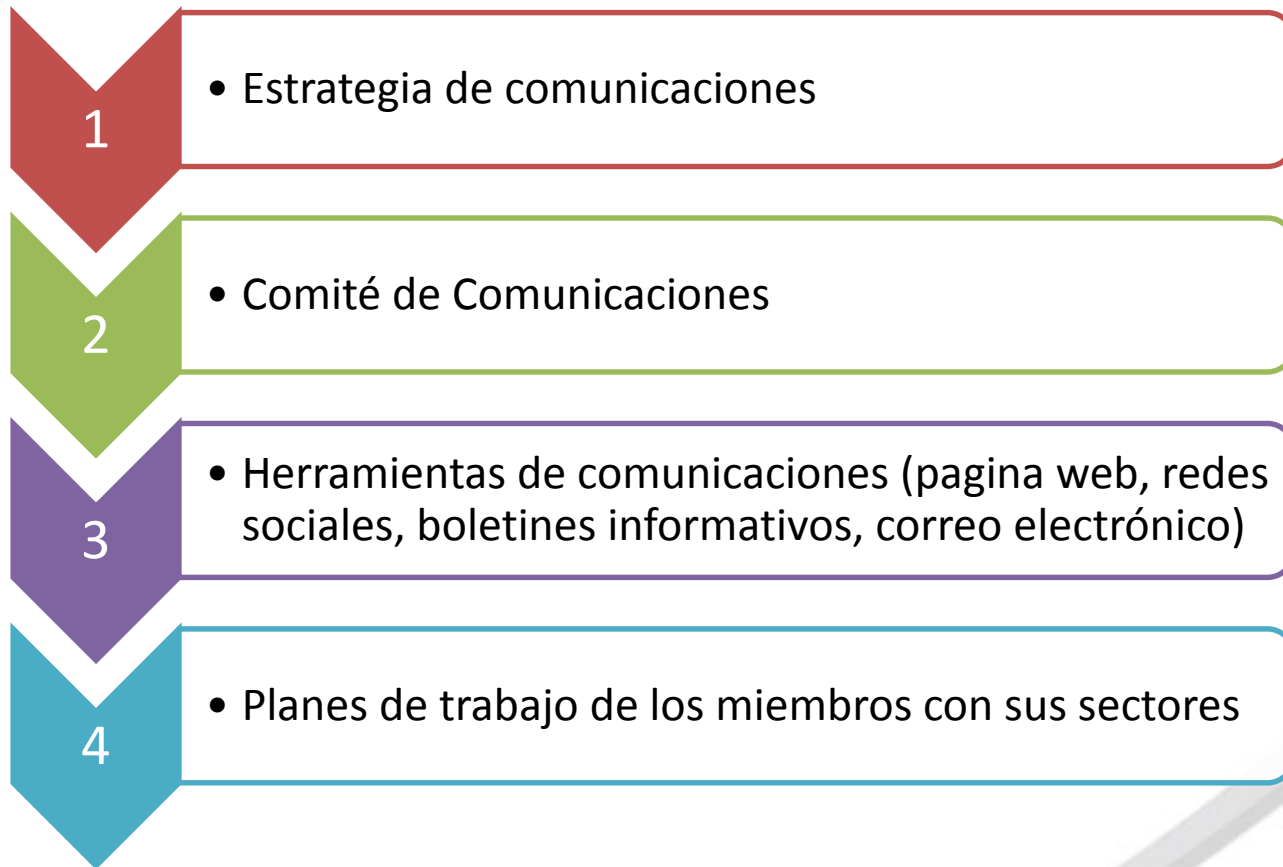 1
• Estrategia de comunicaciones
2
• Comité de Comunicaciones
3
• Herramientas de comunicaciones (pagina web, redes
sociales, boletines informativos, correo electrónico)
4
• Planes de trabajo de los miembros con sus sectores